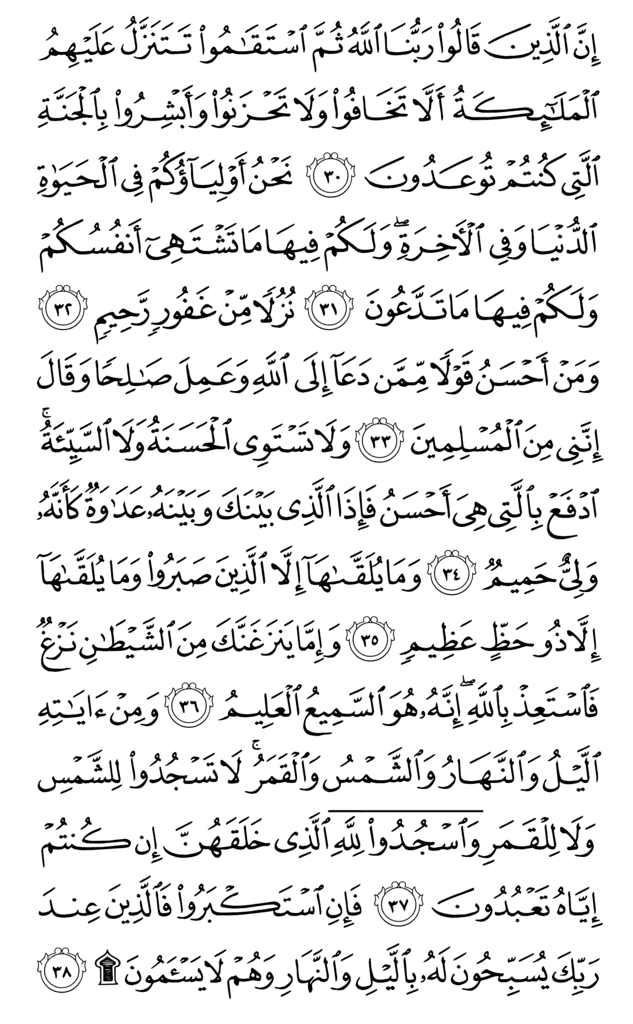 إِنَّ ٱلَّذِينَ قَالُوا۟ رَبُّنَا ٱللَّهُ ثُمَّ ٱسْتَقَٰمُوا۟ تَتَنَزَّلُ عَلَيْهِمُ
ٱلْمَلَٰٓئِكَةُ أَلَّا تَخَافُوا۟ وَلَا تَحْزَنُوا۟ وَأَبْشِرُوا۟ بِٱلْجَنَّةِ
ٱلَّتِى كُنتُمْ تُوعَدُونَ ٣٠ نَحْنُ أَوْلِيَآؤُكُمْ فِى ٱلْحَيَوٰةِ
ٱلدُّنْيَا وَفِى ٱلْءَاخِرَةِ ۖ وَلَكُمْ فِيهَا مَا تَشْتَهِىٓ أَنفُسُكُمْ
وَلَكُمْ فِيهَا مَا تَدَّعُونَ ٣١ نُزُلًا مِّنْ غَفُورٍ رَّحِيمٍ ٣٢
وَمَنْ أَحْسَنُ قَوْلًا مِّمَّن دَعَآ إِلَى ٱللَّهِ وَعَمِلَ صَٰلِحًا وَقَالَ
إِنَّنِى مِنَ ٱلْمُسْلِمِينَ ٣٣ وَلَا تَسْتَوِى ٱلْحَسَنَةُ وَلَا ٱلسَّيِّئَةُ ۚ
ٱدْفَعْ بِٱلَّتِى هِىَ أَحْسَنُ فَإِذَا ٱلَّذِى بَيْنَكَ وَبَيْنَهُۥ عَدَٰوَةٌ كَأَنَّهُۥ
وَلِىٌّ حَمِيمٌ ٣٤ وَمَا يُلَقَّىٰهَآ إِلَّا ٱلَّذِينَ صَبَرُوا۟ وَمَا يُلَقَّىٰهَآ
إِلَّا ذُو حَظٍّ عَظِيمٍ ٣٥ وَإِمَّا يَنزَغَنَّكَ مِنَ ٱلشَّيْطَٰنِ نَزْغٌ
فَٱسْتَعِذْ بِٱللَّهِ ۖ إِنَّهُۥ هُوَ ٱلسَّمِيعُ ٱلْعَلِيمُ ٣٦ وَمِنْ ءَايَٰتِهِ
ٱلَّيْلُ وَٱلنَّهَارُ وَٱلشَّمْسُ وَٱلْقَمَرُ ۚ لَا تَسْجُدُوا۟ لِلشَّمْسِ
وَلَا لِلْقَمَرِ وَٱسْجُدُوا۟ لِلَّهِ ٱلَّذِى خَلَقَهُنَّ إِن كُنتُمْ
إِيَّاهُ تَعْبُدُونَ ٣٧ فَإِنِ ٱسْتَكْبَرُوا۟ فَٱلَّذِينَ عِندَ
رَبِّكَ يُسَبِّحُونَ لَهُۥ بِٱلَّيْلِ وَٱلنَّهَارِ وَهُمْ لَا يَسْـَٔمُونَ ۩ ٣٨